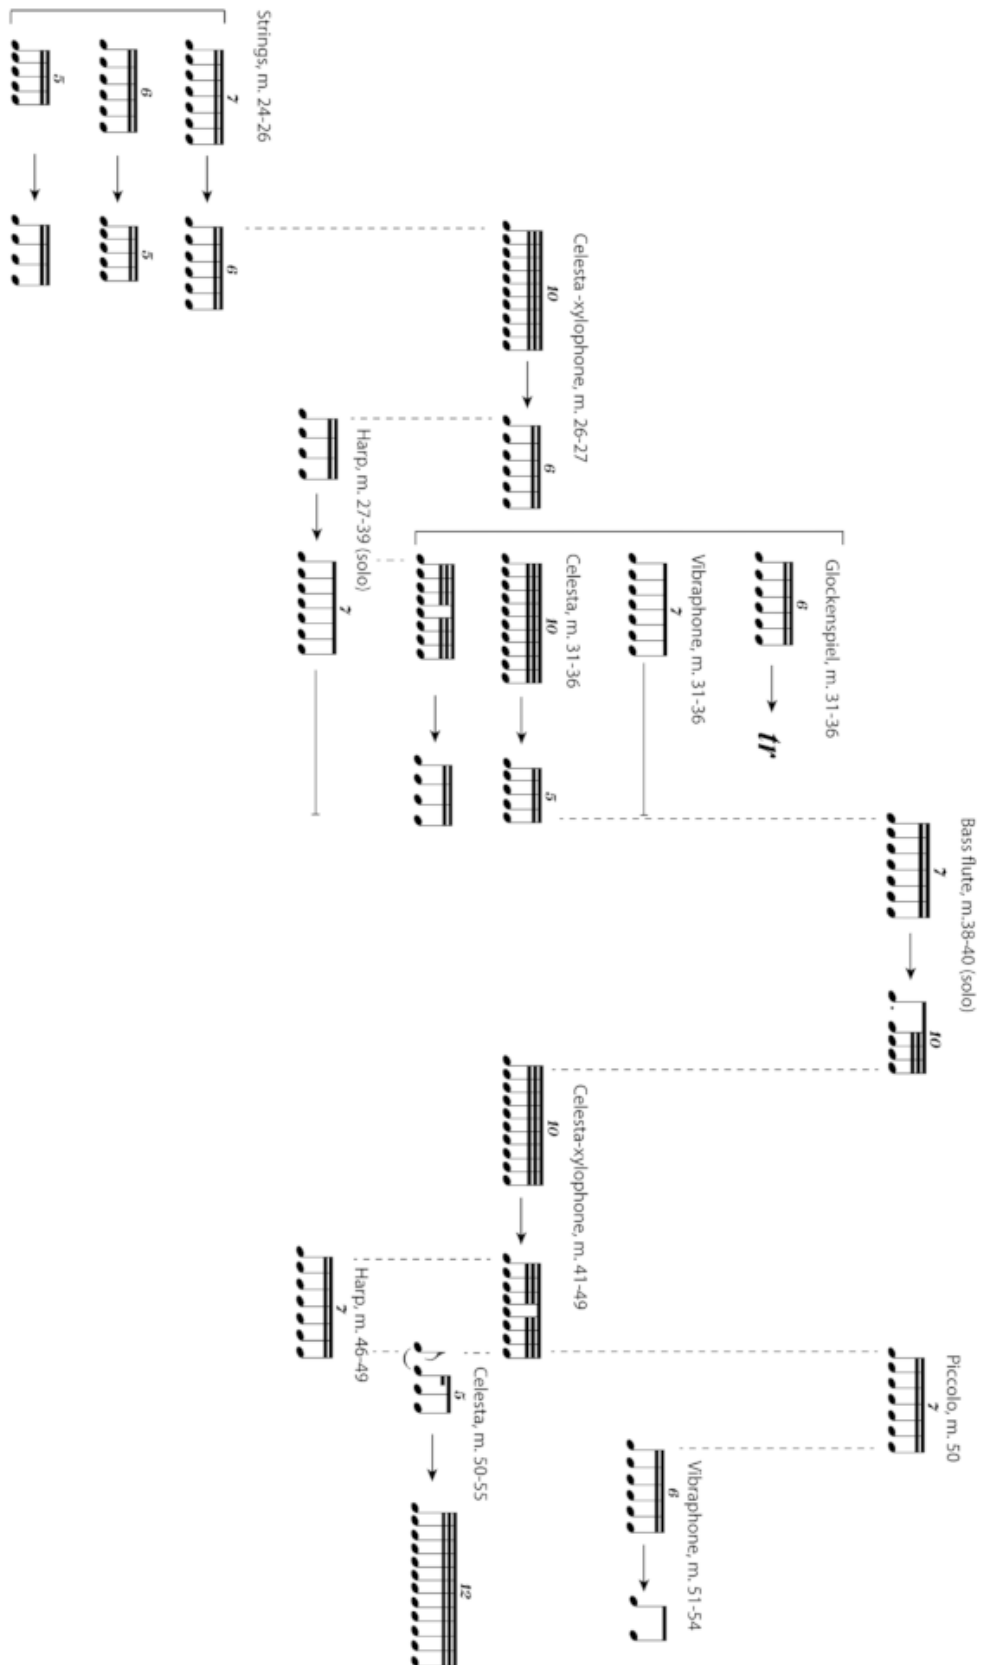 Strings, m. 24-26
7
6
5
6
5
Celesta -xylophone, m. 26-27
10
6
Harp, m. 27-39 (solo)
7
Glockenspiel, m. 31-36
6
tr
Vibraphone, m. 31-36
7
Celesta, m. 31-36
10
5
Bass flute, m.38-40 (solo)
7
10
Celesta-xylophone, m. 41-49
10
Harp, m. 46-49
7
Piccolo, m. 50
7
Celesta, m. 50-55
5
12
Vibraphone, m. 51-54
6